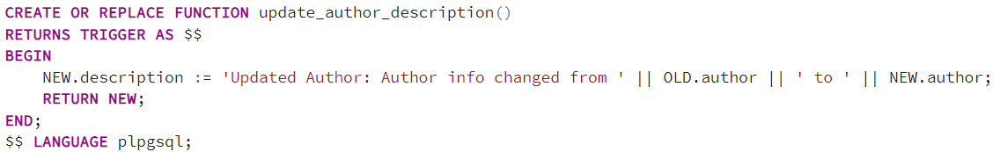 CREATE OR REPLACE FUNCTION update_author_description()
RETURNS TRIGGER AS $$
BEGIN
    NEW.description := 'Updated Author: Author info changed from ' || OLD.author || ' to ' || NEW.author;
    RETURN NEW;
END;
$$ LANGUAGE plpgsql;